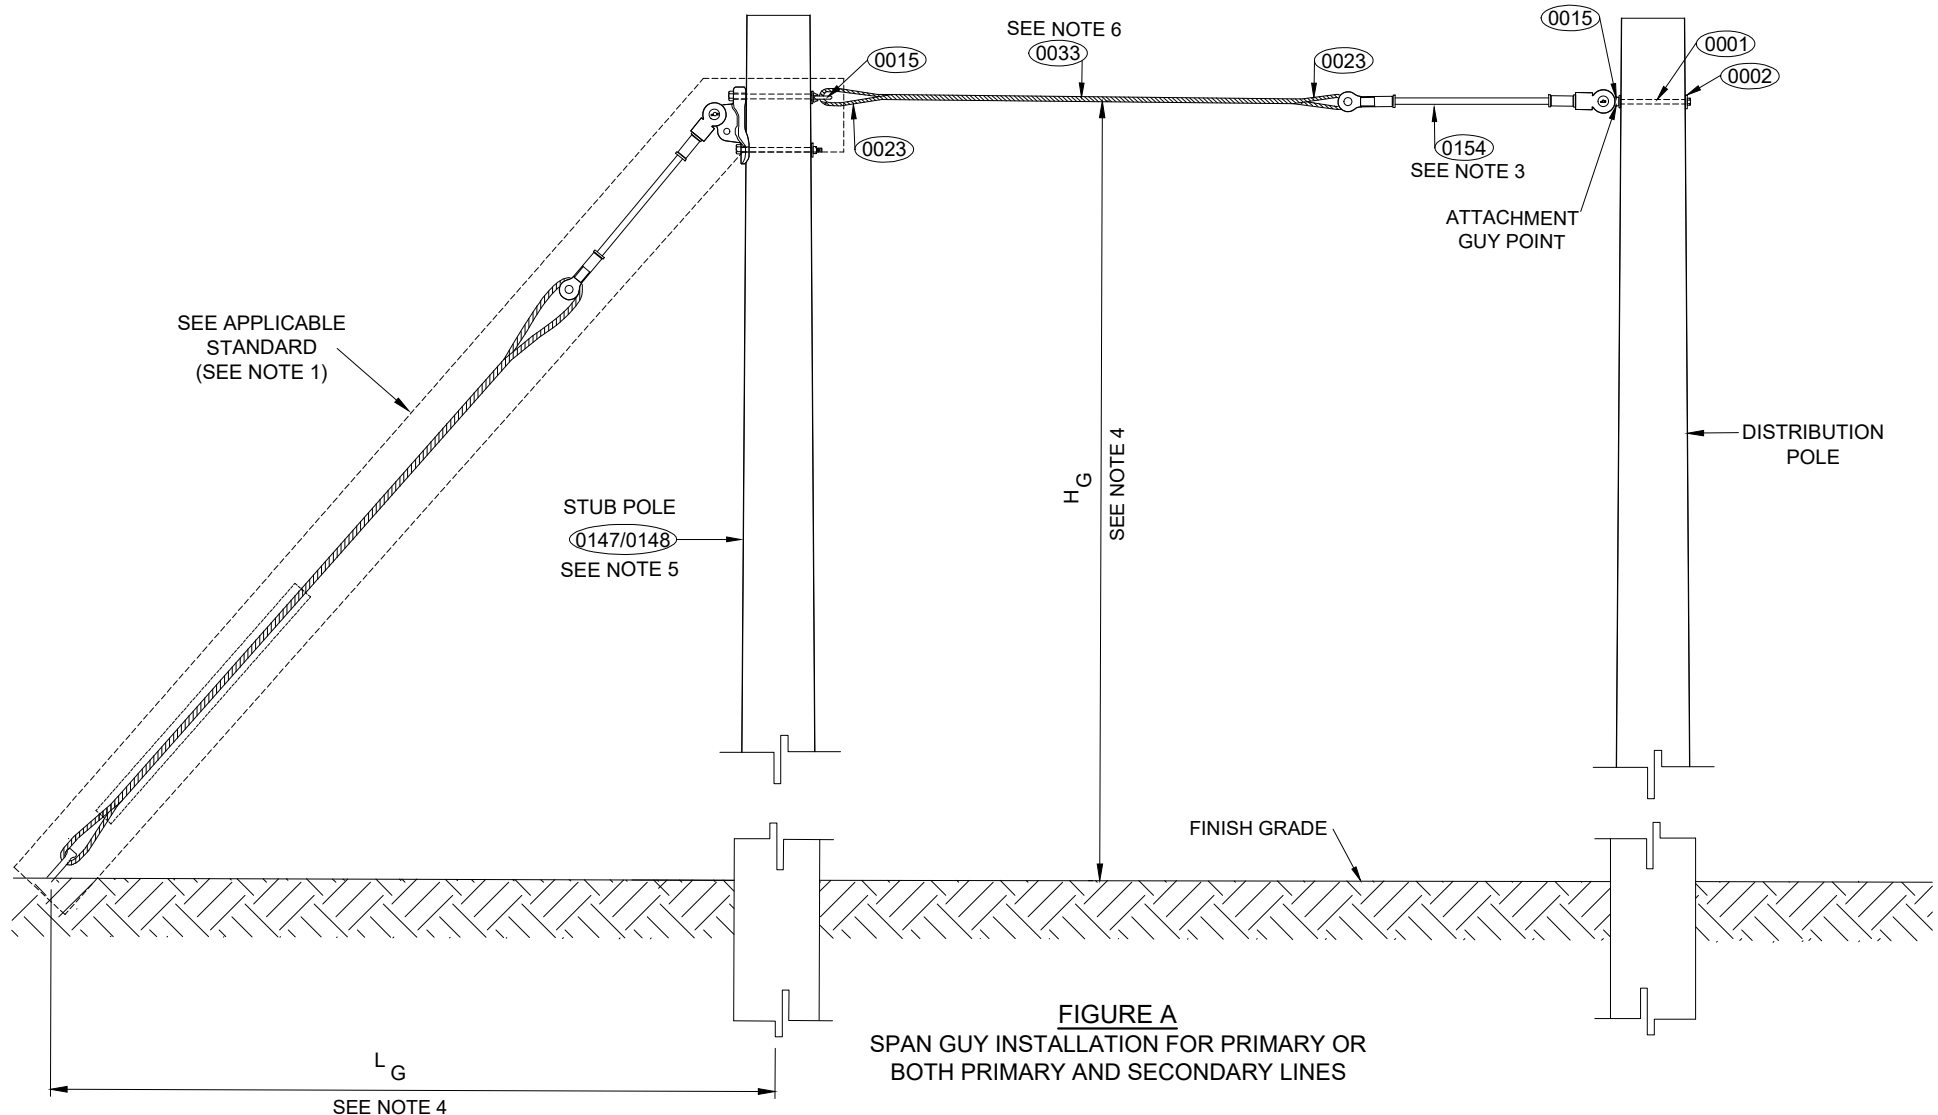 0015
SEE NOTE 6
0033
0023
0015
0001
0002
0023
0154
SEE NOTE 3
ATTACHMENT
GUY POINT
SEE APPLICABLE
STANDARD
(SEE NOTE 1)
STUB POLE
0147/0148
SEE NOTE 5
H G
SEE NOTE 4
DISTRIBUTION
POLE
FINISH GRADE
L G
SEE NOTE 4
FIGURE A
SPAN GUY INSTALLATION FOR PRIMARY OR
BOTH PRIMARY AND SECONDARY LINES